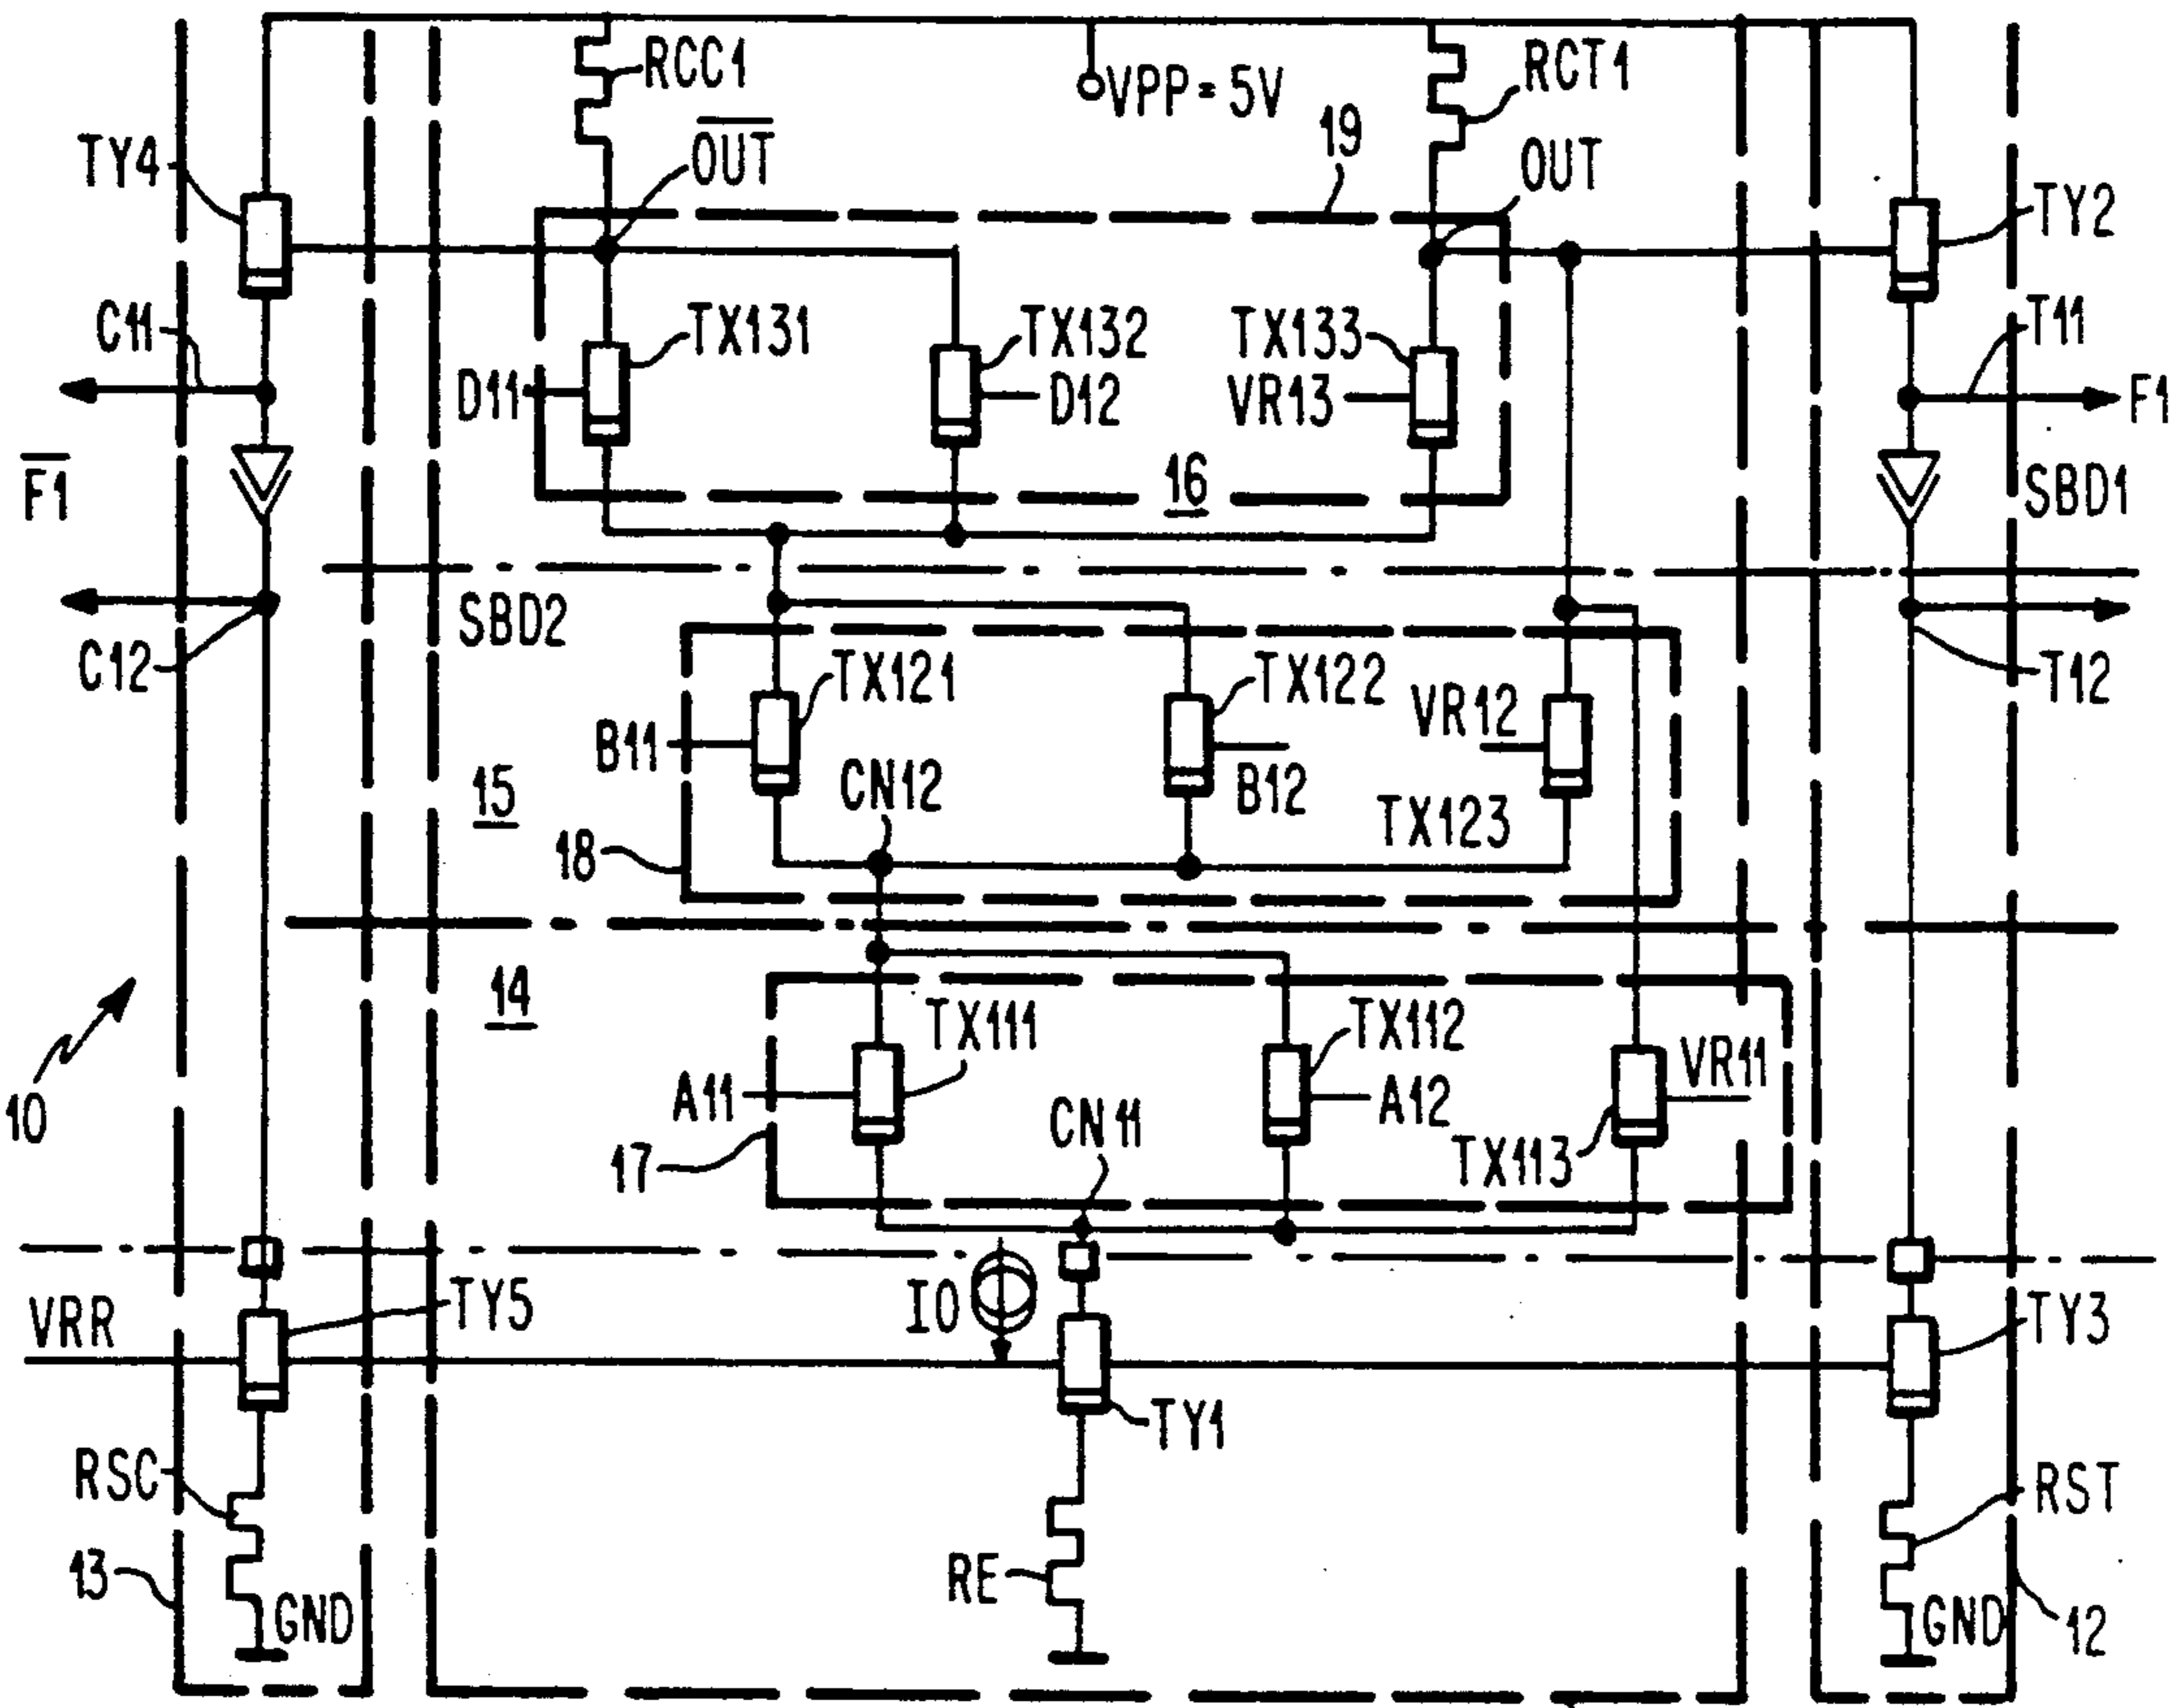 RCC1
VPP = 5V
RCT1
19
TY4
OUT
OUT
TY2
C11
TX131
TX132
TX133
T11
D11
D12
VR13
F1
F1
16
SBD1
SBD2
C12
TX121
TX122
VR12
T12
B11
15
CN12
B12
TX123
18
14
TX111
TX112
VR11
10
A11
CN11
A12
17
TX113
VRR
TY5
I0
TY3
TY1
RSC
RST
13
RE
GND
GND
12